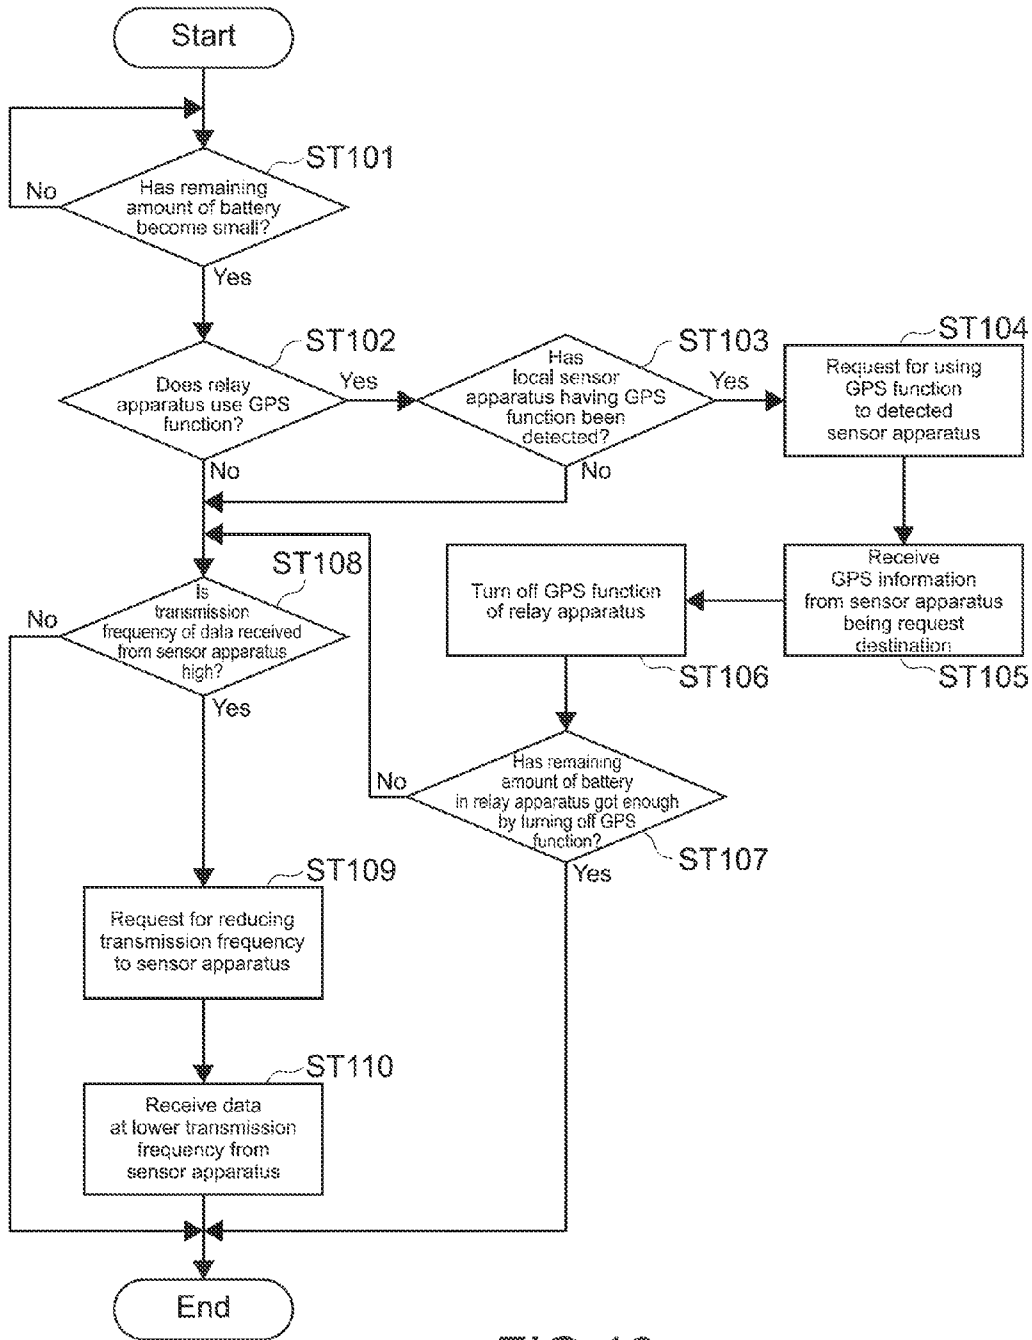 Start
ST101
Has remaining
amount of battery
become small?
No
Yes
ST102
Does relay
apparatus use GPS
function?
Yes
No
ST103
Has
local sensor
apparatus having GPS
function been
detected?
Yes
No
ST104
Request for using
GPS function
to detected
sensor apparatus
Receive
GPS information
from sensor apparatus
being request
destination
ST105
Turn off GPS function
of relay apparatus
ST106
Has remaining
amount of battery
in relay apparatus got enough
by turning off GPS
function?
No
ST107
Yes
ST108
Is
transmission
frequency of data received
from sensor apparatus
high?
No
Yes
ST109
Request for reducing
transmission frequency
to sensor apparatus
ST110
Receive data
at lower transmission
frequency from
sensor apparatus
End